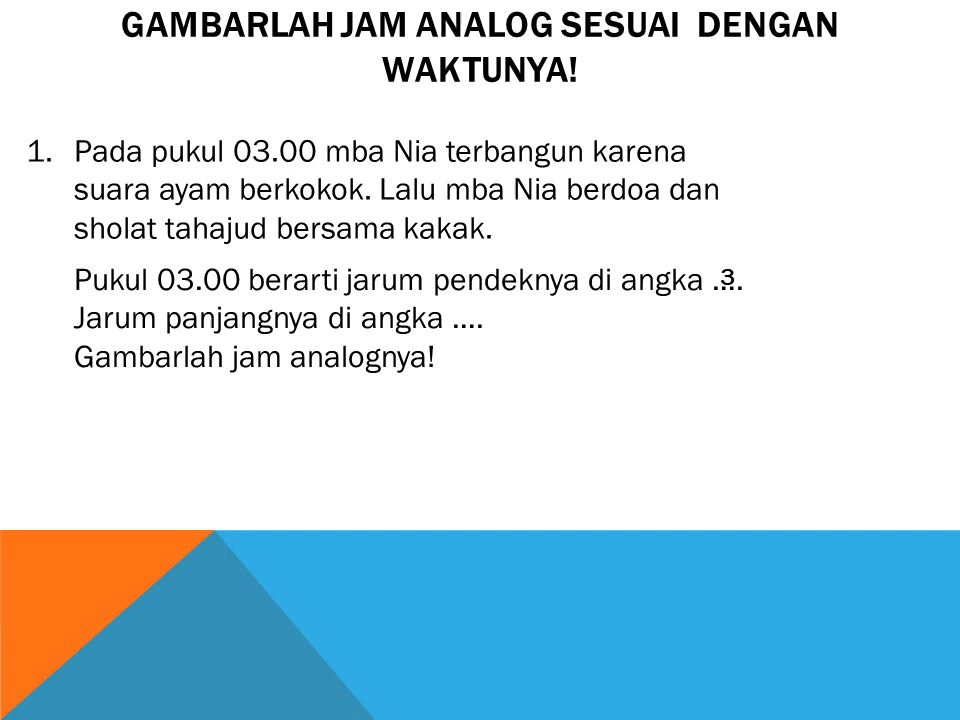 GAMBARLAH JAM ANALOG SESUAI DENGAN
WAKTUNYA!
1. Pada pukul 03.00 mba Nia terbangun karena
suara ayam berkokok. Lalu mba Nia berdoa dan
sholat tahajud bersama kakak.
Pukul 03.00 berarti jarum pendeknya di angka .3..
Jarum panjangnya di angka ....
Gambarlah jam analognya!